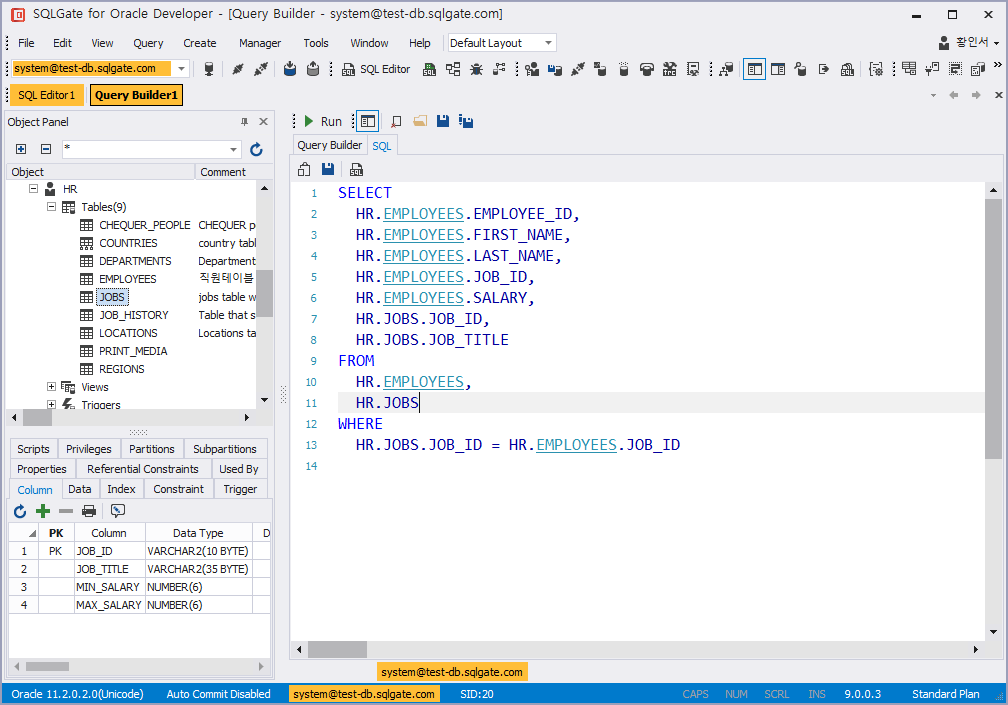 SQLGate for Oracle Developer - [Query Builder - system@test-db.sqlgate.com]
File Edit View Query Create Manager Tools Window Help Default Layout 황인서
system@test-db.sqlgate.com SQL Editor
SQL Editor1 Query Builder1
Object Panel
*
Run
Query Builder SQL
Object Comment
HR
Tables(9)
CHEQUER_PEOPLE CHEQUER p
COUNTRIES country tabl
DEPARTMENTS Department
EMPLOYEES 직원테이블
JOBS jobs table w
JOB_HISTORY Table that s
LOCATIONS Locations ta
PRINT_MEDIA
REGIONS
Views
Triggers
1 SELECT
2 HR.EMPLOYEES.EMPLOYEE_ID,
3 HR.EMPLOYEES.FIRST_NAME,
4 HR.EMPLOYEES.LAST_NAME,
5 HR.EMPLOYEES.JOB_ID,
6 HR.EMPLOYEES.SALARY,
7 HR.JOBS.JOB_ID,
8 HR.JOBS.JOB_TITLE
9 FROM
10 HR.EMPLOYEES,
11 HR.JOBS
12 WHERE
13 HR.JOBS.JOB_ID = HR.EMPLOYEES.JOB_ID
14
Scripts Privileges Partitions Subpartitions
Properties Referential Constraints Used By
Column Data Index Constraint Trigger
PK Column Data Type D
1 PK JOB_ID VARCHAR2(10 BYTE)
2 JOB_TITLE VARCHAR2(35 BYTE)
3 MIN_SALARY NUMBER(6)
4 MAX_SALARY NUMBER(6)
system@test-db.sqlgate.com
Oracle 11.2.0.2.0(Unicode) Auto Commit Disabled system@test-db.sqlgate.com SID:20 CAPS NUM SCRL INS 9.0.0.3 Standard Plan